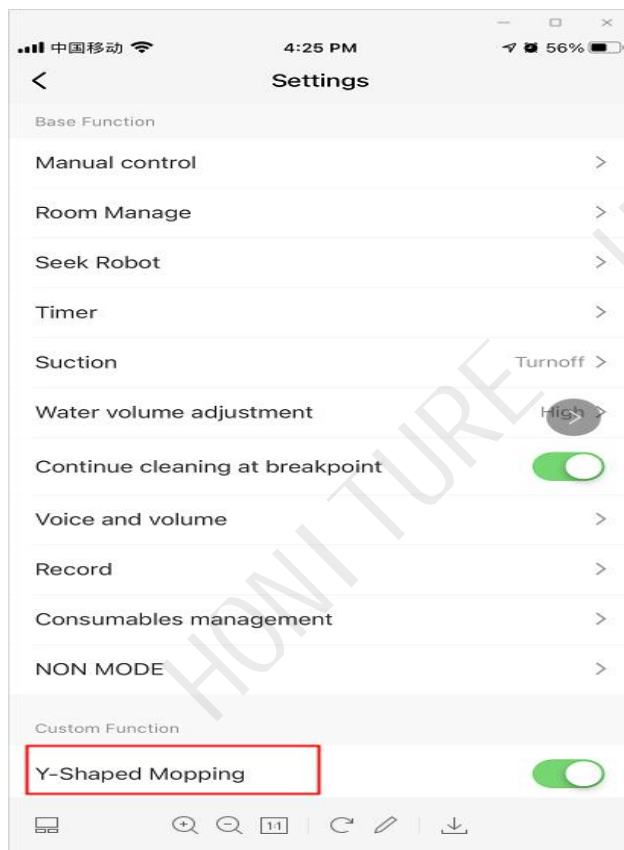 中国移动 4:25 PM 56%
Settings
Base Function
Manual control
Room Manage
Seek Robot
Timer
Suction Turnoff
Water volume adjustment High
Continue cleaning at breakpoint
Voice and volume
Record
Consumables management
NON MODE
Custom Function
Y-Shaped Mopping
1:1
HONITURE